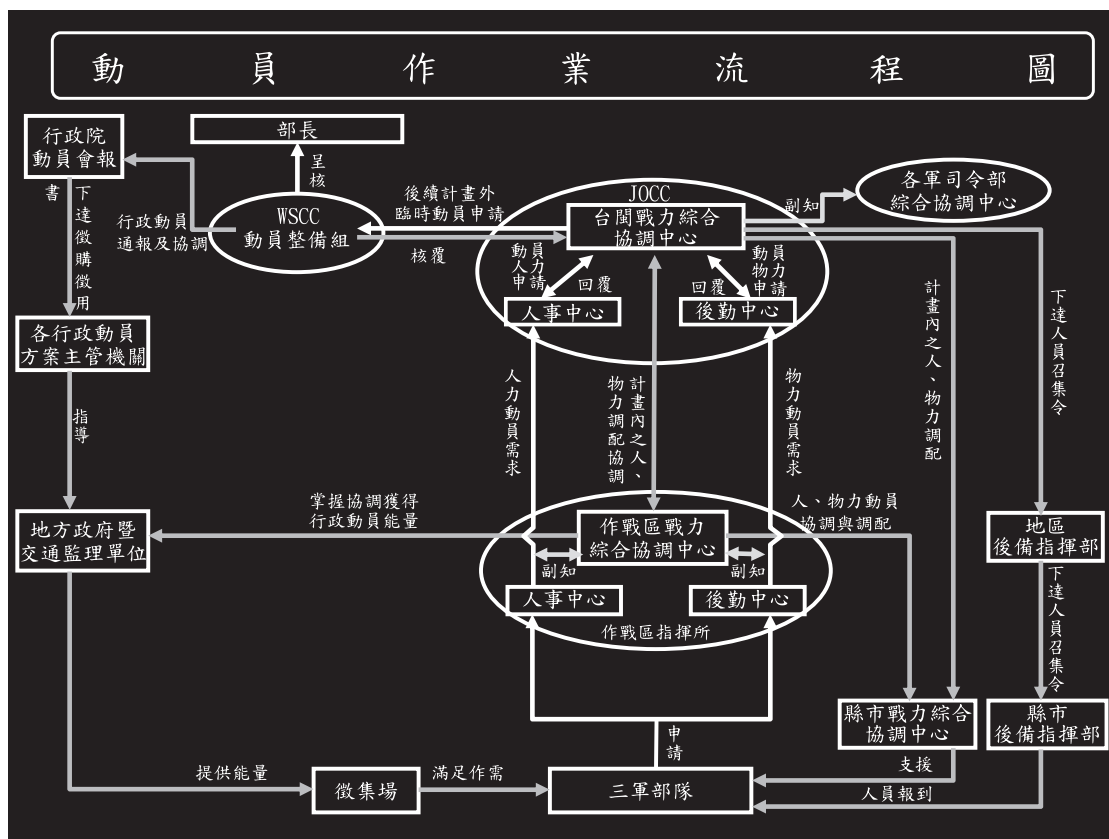 動員作業流程圖
部長
行政院
動員會報
呈核
JOCC
各軍司令部
綜合協調中心
後續計畫外
臨時動員申請
副知
WSCC
動員整備組
台閩戰力綜合
協調中心
行政動員
通報及協調
下達徵購徵用
書
核覆
動員
人力
申請
回覆
動員
物力
申請
回覆
人事中心
後勤中心
計畫內之人、物力調配
下達人員召集令
各行政動員
方案主管機關
指導
人力動員需求
計畫內之人、
物力調配協調
物力動員需求
掌握協調獲得
行政動員能量
人、物力動員
協調與調配
地方政府暨
交通監理單位
作戰區戰力
綜合協調中心
地區
後備指揮部
副知
副知
人事中心
後勤中心
作戰區指揮所
下達人員召集令
縣市戰力綜合
協調中心
縣市
後備指揮部
申請
提供能量
徵集場
滿足作需
三軍部隊
支援
人員報到